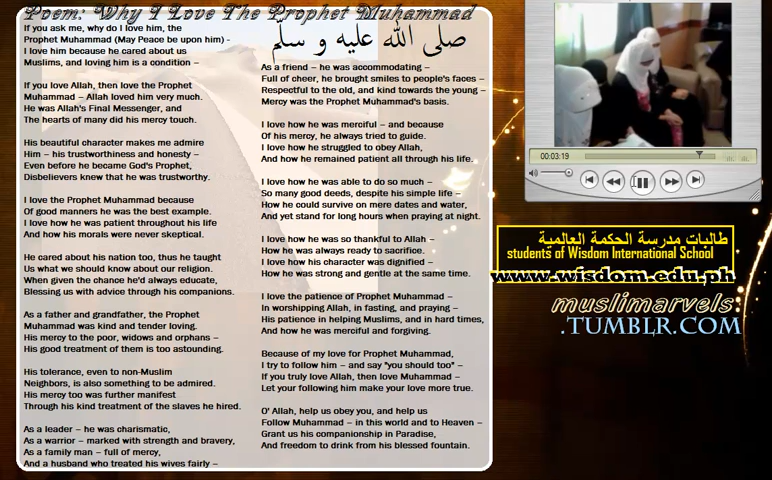 Poem: Why I Love The Prophet Muhammad
If you ask me, why do I love him, the
Prophet Muhammad (May Peace be upon him) -
I love him because he cared about us
Muslims, and loving him is a condition –
If you love Allah, then love the Prophet
Muhammad – Allah loved him very much.
He was Allah's Final Messenger, and
The hearts of many did his mercy touch.
His beautiful character makes me admire
Him – his trustworthiness and honesty –
Even before he became God's Prophet,
Disbelievers knew that he was trustworthy.
I love the Prophet Muhammad because
Of good manners he was the best example.
I love how he was patient throughout his life
And how his morals were never skeptical.
He cared about his nation too, thus he taught
Us what we should know about our religion.
When given the chance he'd always educate,
Blessing us with advice through his companions.
As a father and grandfather, the Prophet
Muhammad was kind and tender loving.
His mercy to the poor, widows and orphans –
His good treatment of them is too astounding.
His tolerance, even to non-Muslim
Neighbors, is also something to be admired.
His mercy too was further manifest
Through his kind treatment of the slaves he hired.
As a leader – he was charismatic,
As a warrior – marked with strength and bravery,
As a family man – full of mercy,
And a husband who treated his wives fairly –
صلى الله عليه و سلم
As a friend – he was accommodating –
Full of cheer, he brought smiles to people's faces –
Respectful to the old, and kind towards the young –
Mercy was the Prophet Muhammad's basis.
I love how he was merciful – and because
Of his mercy, he always tried to guide.
I love how he struggled to obey Allah,
And how he remained patient all through his life.
I love how he was able to do so much –
So many good deeds, despite his simple life –
How he could survive on mere dates and water,
And yet stand for long hours when praying at night.
I love how he was so thankful to Allah –
How he was always ready to sacrifice.
I love how his character was dignified –
How he was strong and gentle at the same time.
I love the patience of Prophet Muhammad –
In worshipping Allah, in fasting, and praying –
His patience in helping Muslims, and in hard times,
And how he was merciful and forgiving.
Because of my love for Prophet Muhammad,
I try to follow him – and say "you should too" –
If you truly love Allah, then love Muhammad –
Let your following him make your love more true.
O' Allah, help us obey you, and help us
Follow Muhammad – in this world and to Heaven –
Grant us his companionship in Paradise,
And freedom to drink from his blessed fountain.
00:03:19
طالبات مدرسة الحكمة العالمية
students of Wisdom International School
www.wisdom.edu.ph
muslimarvels
.TUMBLR.COM